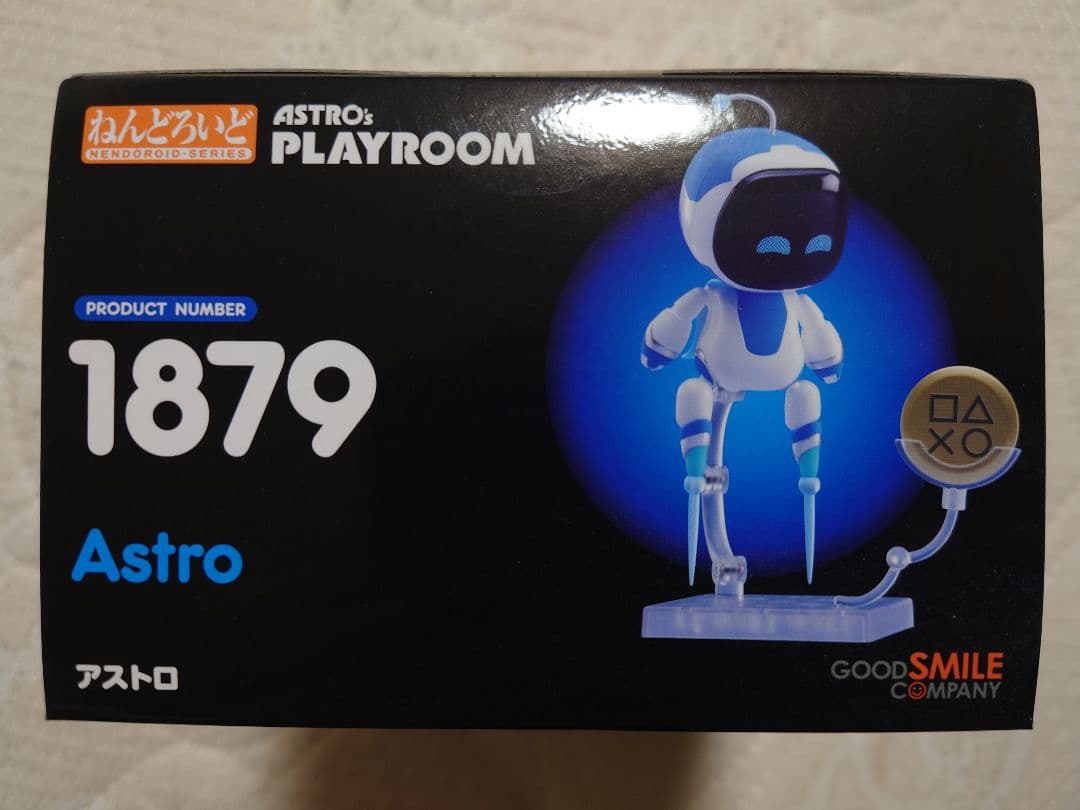 ねんどろいど
NENDOROID·SERIES
ASTRO's
PLAYROOM
PRODUCT NUMBER
1879
Astro
アストロ
GOOD SMILE
COMPANY